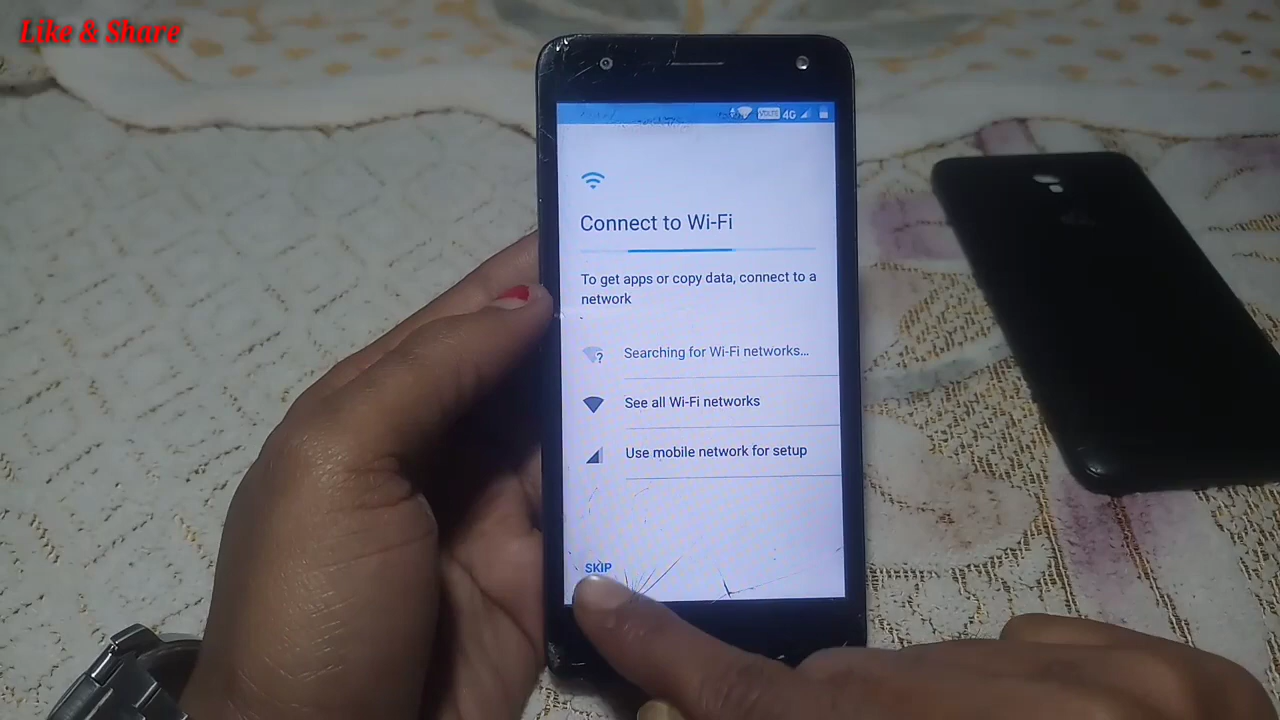 Like & Share
VoLTE 4G
Connect to Wi-Fi
To get apps or copy data, connect to a
network
?
Searching for Wi-Fi networks...
See all Wi-Fi networks
Use mobile network for setup
SKIP